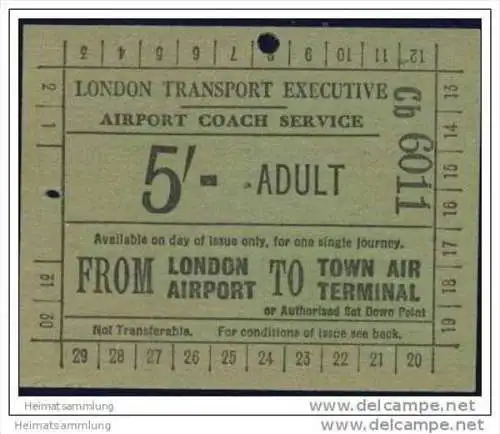 3 4 5 6 7 8 9 10 11 12
LONDON TRANSPORT EXECUTIVE
AIRPORT COACH SERVICE
5/- ADULT
Cb 6011
Available on day of issue only, for one single journey.
FROM LONDON AIRPORT TO TOWN AIR TERMINAL
or Authorised Set Down Point
Not Transferable. For conditions of issue see back.
2
1
13
14
15
16
17
18
19
29 28 27 26 25 24 23 22 21 20
Heimatsammlung
Heimatsammlung
http://www.delcampe.net